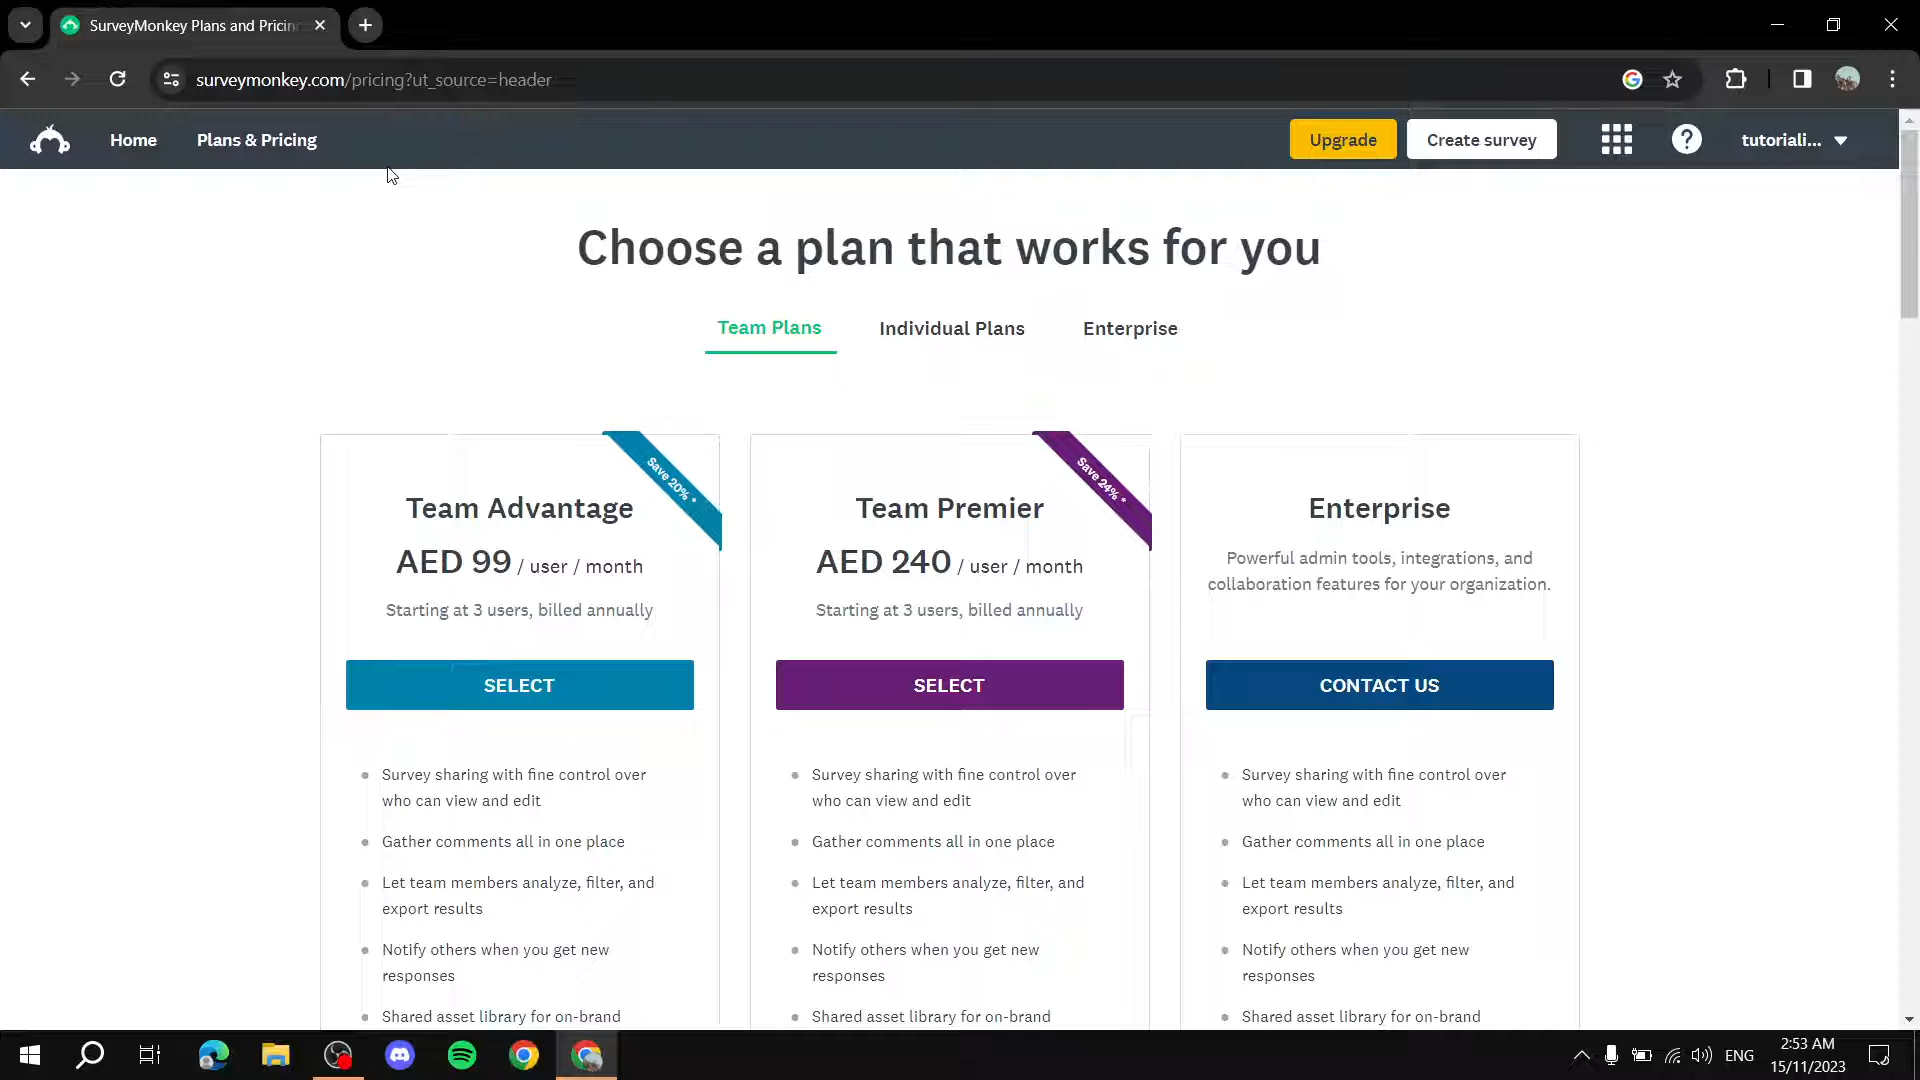 SurveyMonkey Plans and Pricin
surveymonkey.com/pricing?ut_source=header
Home
Plans & Pricing
Upgrade
Create survey
?
tutoriali...
Choose a plan that works for you
Team Plans
Individual Plans
Enterprise
Save 20% *
Team Advantage
AED 99 / user / month
Starting at 3 users, billed annually
SELECT
Survey sharing with fine control over
who can view and edit
Gather comments all in one place
Let team members analyze, filter, and
export results
Notify others when you get new
responses
Shared asset library for on-brand
Save 24% *
Team Premier
AED 240 / user / month
Starting at 3 users, billed annually
SELECT
Survey sharing with fine control over
who can view and edit
Gather comments all in one place
Let team members analyze, filter, and
export results
Notify others when you get new
responses
Shared asset library for on-brand
Enterprise
Powerful admin tools, integrations, and
collaboration features for your organization.
CONTACT US
Survey sharing with fine control over
who can view and edit
Gather comments all in one place
Let team members analyze, filter, and
export results
Notify others when you get new
responses
Shared asset library for on-brand
ENG
2:53 AM
15/11/2023